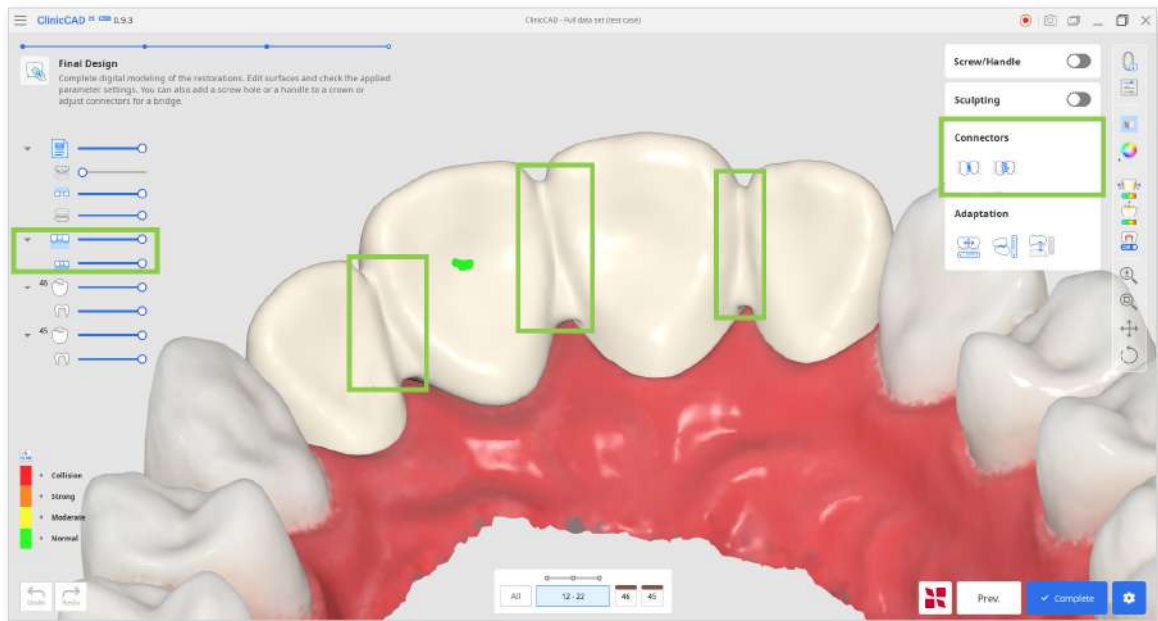 ClinicCAD 0.9.3
ClinicCAD - Full data set (test case)
Final Design
Complete digital modeling of the restorations. Edit surfaces and check the applied
parameter settings. You can also add a screw hole or a handle to a crown or
adjust connectors for a bridge.
Screw/Handle
Sculpting
Connectors
Adaptation
46
45
Collision
Strong
Moderate
Normal
Undo
Redo
All
12 - 22
46
45
Prev.
Complete